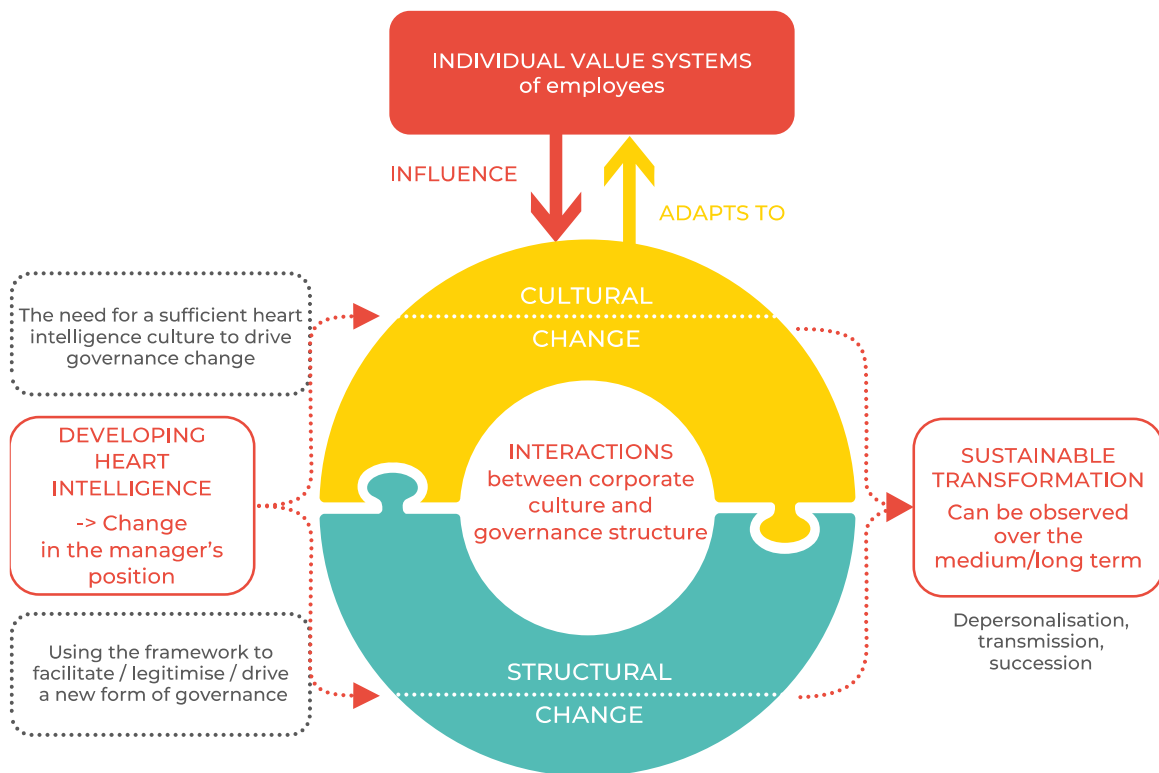 INDIVIDUAL VALUE SYSTEMS
of employees
INFLUENCE
ADAPTS TO
The need for a sufficient heart
intelligence culture to drive
governance change
CULTURAL
CHANGE
DEVELOPING
HEART
INTELLIGENCE
-> Change
in the manager’s
position
INTERACTIONS
between corporate
culture and
governance structure
SUSTAINABLE
TRANSFORMATION
Can be observed
over the
medium/long term
Using the framework to
facilitate / legitimise / drive
a new form of governance
STRUCTURAL
CHANGE
Depersonalisation,
transmission,
succession